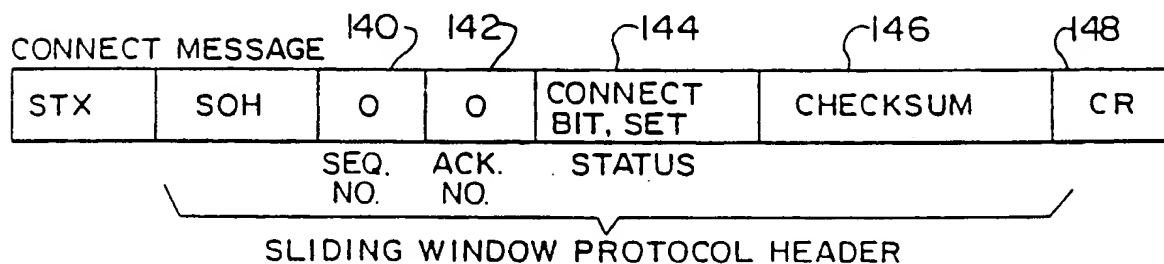 140 142 144 146 148
CONNECT MESSAGE
STX SOH 0 0 CONNECT BIT, SET CHECKSUM CR
SEQ. NO. ACK. NO. STATUS
SLIDING WINDOW PROTOCOL HEADER